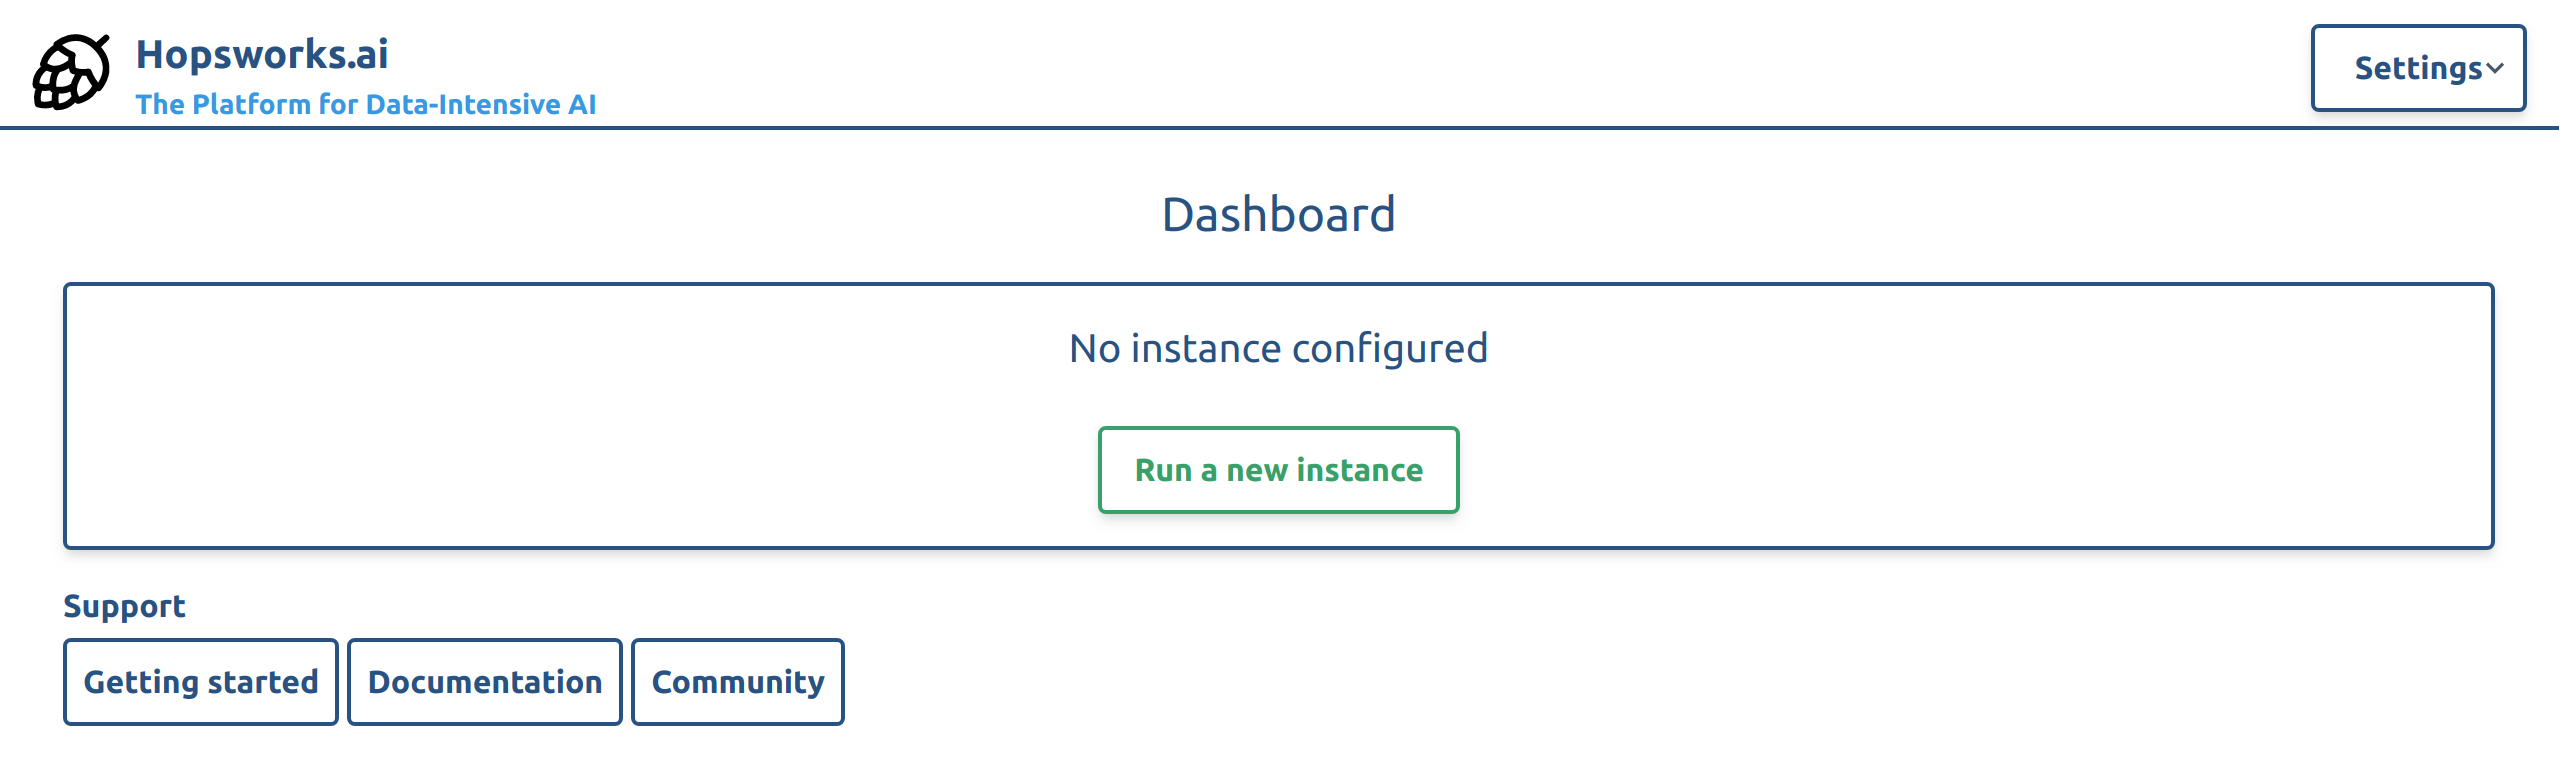 Hopsworks.ai
The Platform for Data-Intensive AI
Settings
Dashboard
No instance configured
Run a new instance
Support
Getting started
Documentation
Community